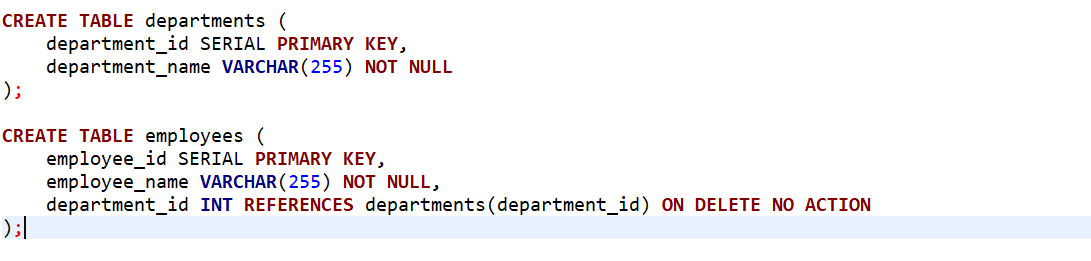 CREATE TABLE departments (
    department_id SERIAL PRIMARY KEY,
    department_name VARCHAR(255) NOT NULL
);
CREATE TABLE employees (
    employee_id SERIAL PRIMARY KEY,
    employee_name VARCHAR(255) NOT NULL,
    department_id INT REFERENCES departments(department_id) ON DELETE NO ACTION
);